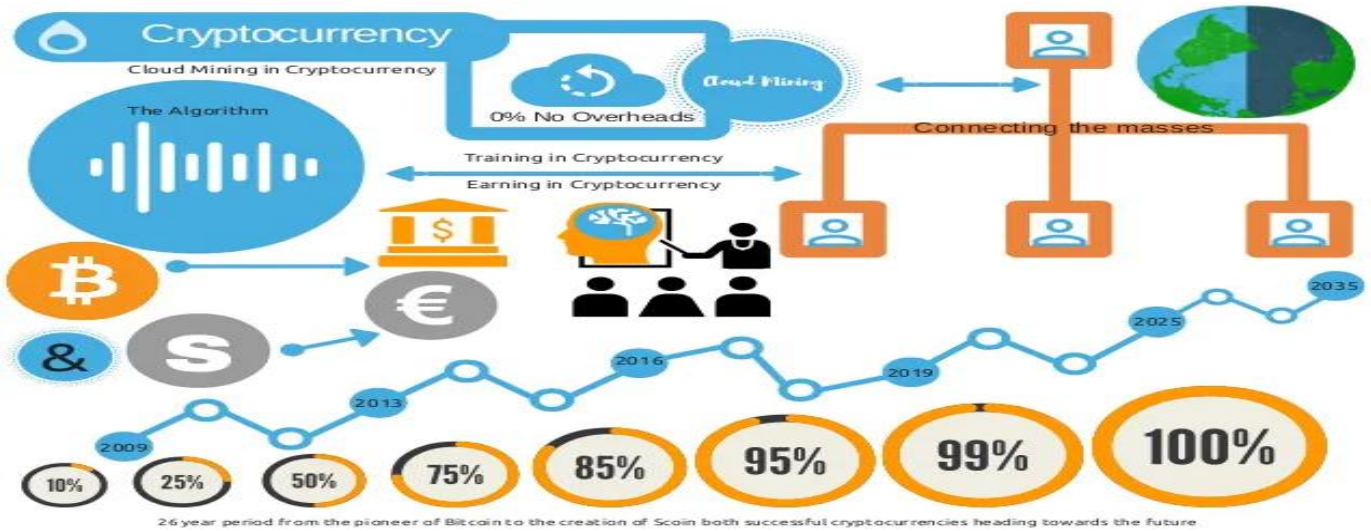 Cryptocurrency
Cloud Mining in Cryptocurrency
The Algorithm
0% No Overheads
Cloud Mining
Connecting the masses
Training in Cryptocurrency
Earning in Cryptocurrency
$
B
€
&
S
2009
2013
2016
2019
2025
2035
10%
25%
50%
75%
85%
95%
99%
100%
26 year period from the pioneer of Bitcoin to the creation of Scoin both successful cryptocurrencies heading towards the future